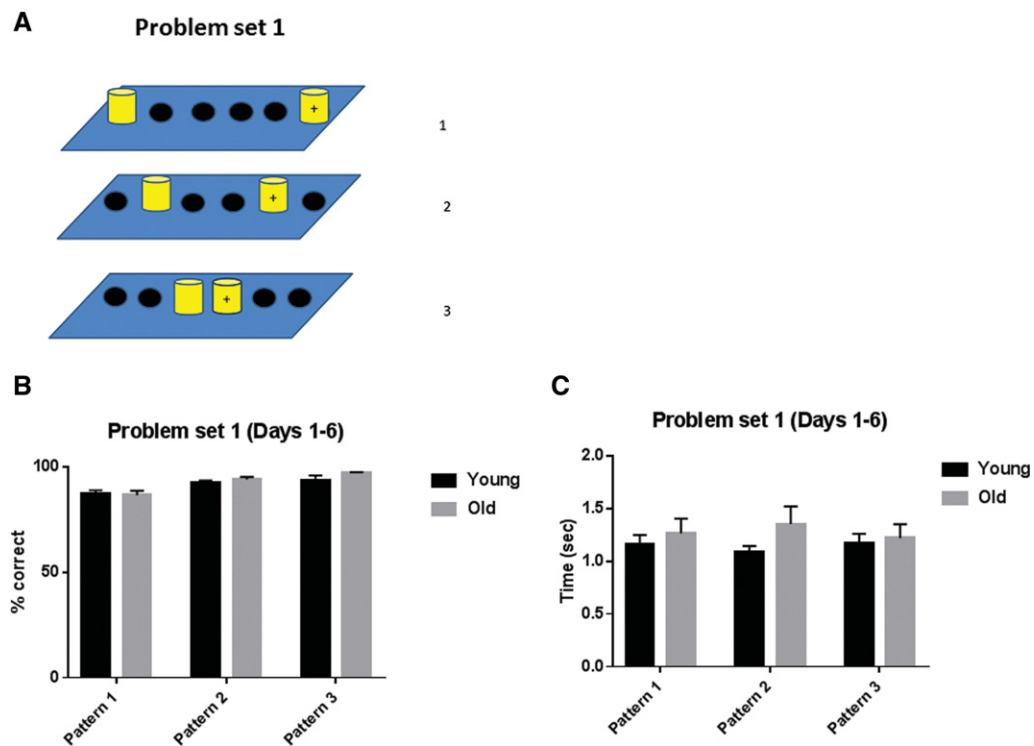 A
Problem set 1
+
1
+
2
+
3
B
Problem set 1 (Days 1-6)
% correct
100
50
0
Pattern 1
Pattern 2
Pattern 3
Young
Old
C
Problem set 1 (Days 1-6)
Time (sec)
2.0
1.5
1.0
0.5
0.0
Pattern 1
Pattern 2
Pattern 3
Young
Old